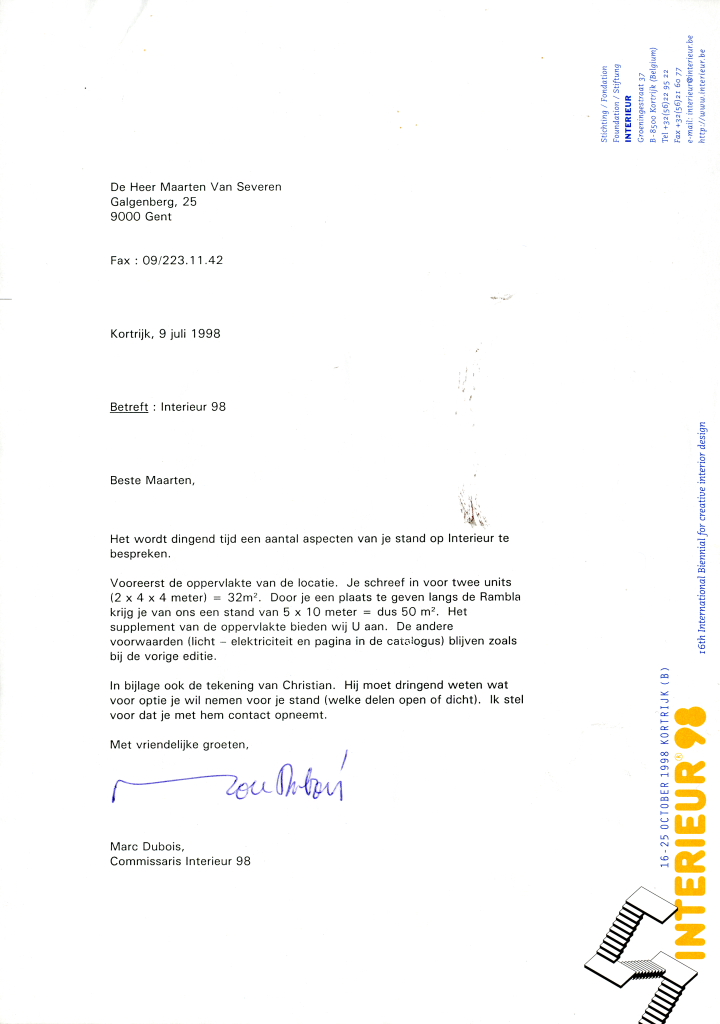 Stichting / Fondation
Foundation / Stiftung
INTERIEUR
Groeningestraat 37
B-8500 Kortrijk (Belgium)
Tel +32(56)22 95 22
Fax +32(56)21 60 77
e-mail: interieur@interieur.be
http://www.interieur.be
De Heer Maarten Van Severen
Galgenberg, 25
9000 Gent
Fax : 09/223.11.42
Kortrijk, 9 juli 1998
Betreft : Interieur 98
Beste Maarten,
Het wordt dingend tijd een aantal aspecten van je stand op Interieur te
bespreken.
Vooreerst de oppervlakte van de locatie. Je schreef in voor twee units
(2 x 4 x 4 meter) = 32m². Door je een plaats te geven langs de Rambla
krijg je van ons een stand van 5 x 10 meter = dus 50 m². Het
supplement van de oppervlakte bieden wij U aan. De andere
voorwaarden (licht – elektriciteit en pagina in de catalogus) blijven zoals
bij de vorige editie.
In bijlage ook de tekening van Christian. Hij moet dringend weten wat
voor optie je wil nemen voor je stand (welke delen open of dicht). Ik stel
voor dat je met hem contact opneemt.
Met vriendelijke groeten,
Marc Dubois,
Commissaris Interieur 98
16th International Biennial for creative interior design
16-25 OCTOBER 1998 KORTRIJK (B)
INTERIEUR® 98